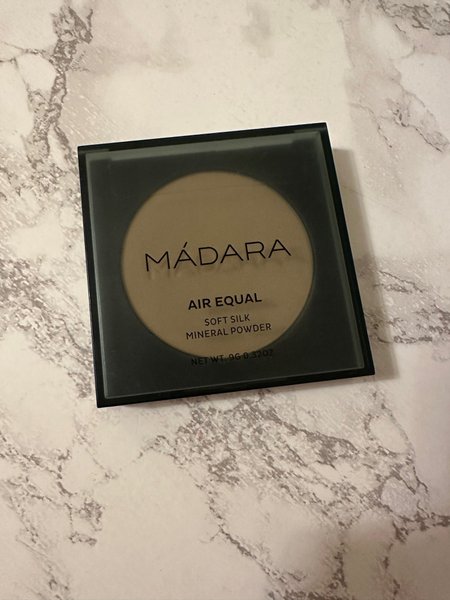 MÁDARA
AIR EQUAL
SOFT SILK
MINERAL POWDER
NET WT. 9G 0.32OZ